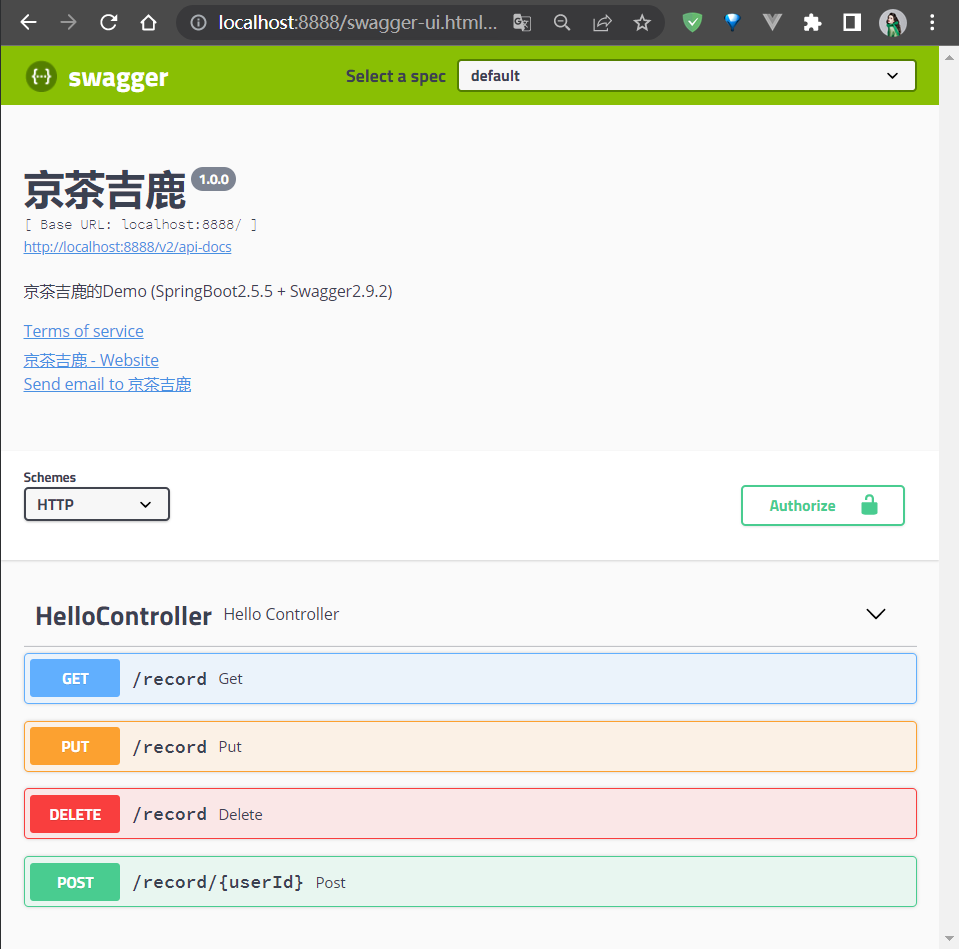 localhost:8888/swagger-ui.html...
swagger
Select a spec
default
京茶吉鹿 1.0.0
[ Base URL: localhost:8888/ ]
http://localhost:8888/v2/api-docs
京茶吉鹿的Demo (SpringBoot2.5.5 + Swagger2.9.2)
Terms of service
京茶吉鹿 - Website
Send email to 京茶吉鹿
Schemes
HTTP
Authorize
HelloController Hello Controller
GET /record Get
PUT /record Put
DELETE /record Delete
POST /record/{userId} Post